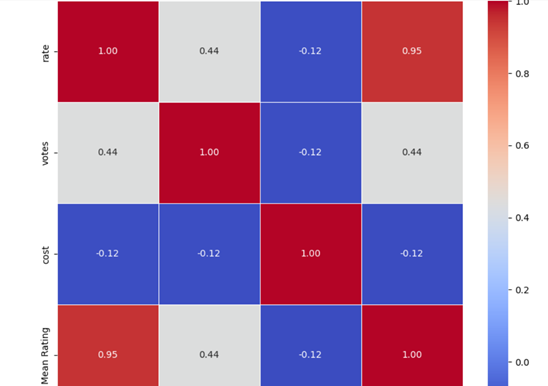 rate
1.00 0.44 -0.12 0.95
votes
0.44 1.00 -0.12 0.44
cost
-0.12 -0.12 1.00 -0.12
Mean Rating
0.95 0.44 -0.12 1.00
1.0
0.8
0.6
0.4
0.2
0.0